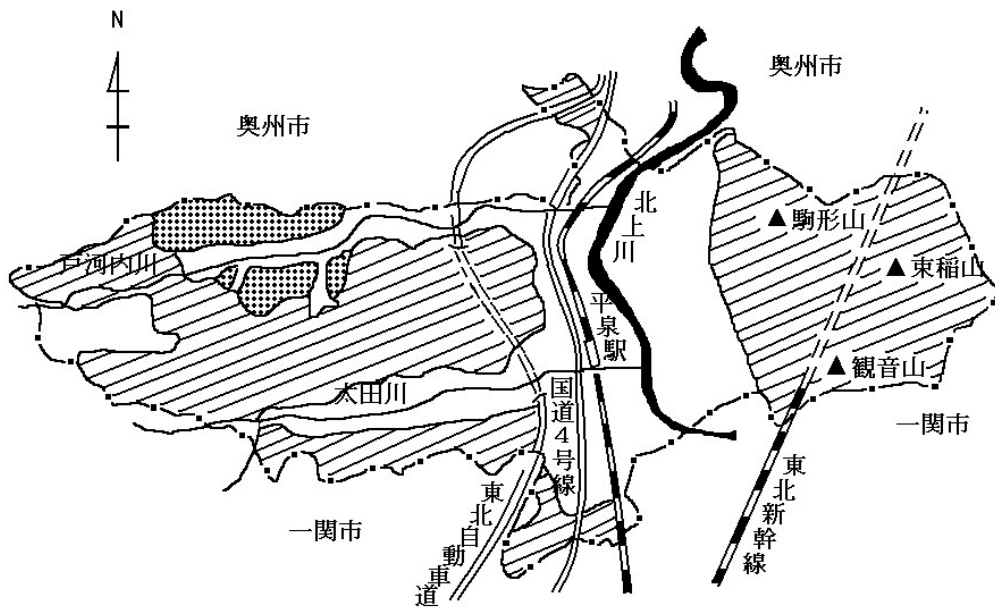 N
奥州市
奥州市
北上川
駒形山
戸河内川
東稲山
平泉駅
観音山
太田川
国道4号線
一関市
東北新幹線
東北自動車道
一関市